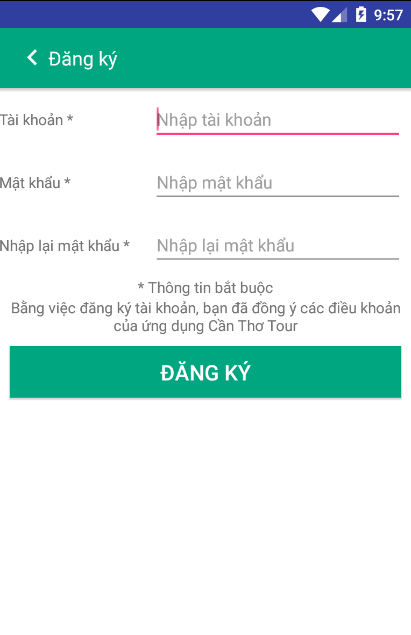 9:57
Đăng ký
Tài khoản * Nhập tài khoản
Mật khẩu * Nhập mật khẩu
Nhập lại mật khẩu * Nhập lại mật khẩu
* Thông tin bắt buộc
Bằng việc đăng ký tài khoản, bạn đã đồng ý các điều khoản
của ứng dụng Cần Thơ Tour
ĐĂNG KÝ